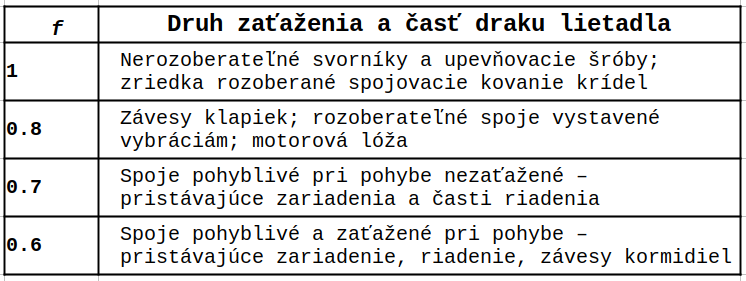 f Druh zaťaženia a časť draku lietadla
1 Nerozoberateľné svorníky a upevňovacie šróby;
zriedka rozoberané spojovacie kovanie krídel
0.8 Závesy klapiek; rozoberateľné spoje vystavené
vybráciám; motorová lóža
0.7 Spoje pohyblivé pri pohybe nezaťažené –
pristávajúce zariadenia a časti riadenia
0.6 Spoje pohyblivé a zaťažené pri pohybe –
pristávajúce zariadenie, riadenie, závesy kormidiel